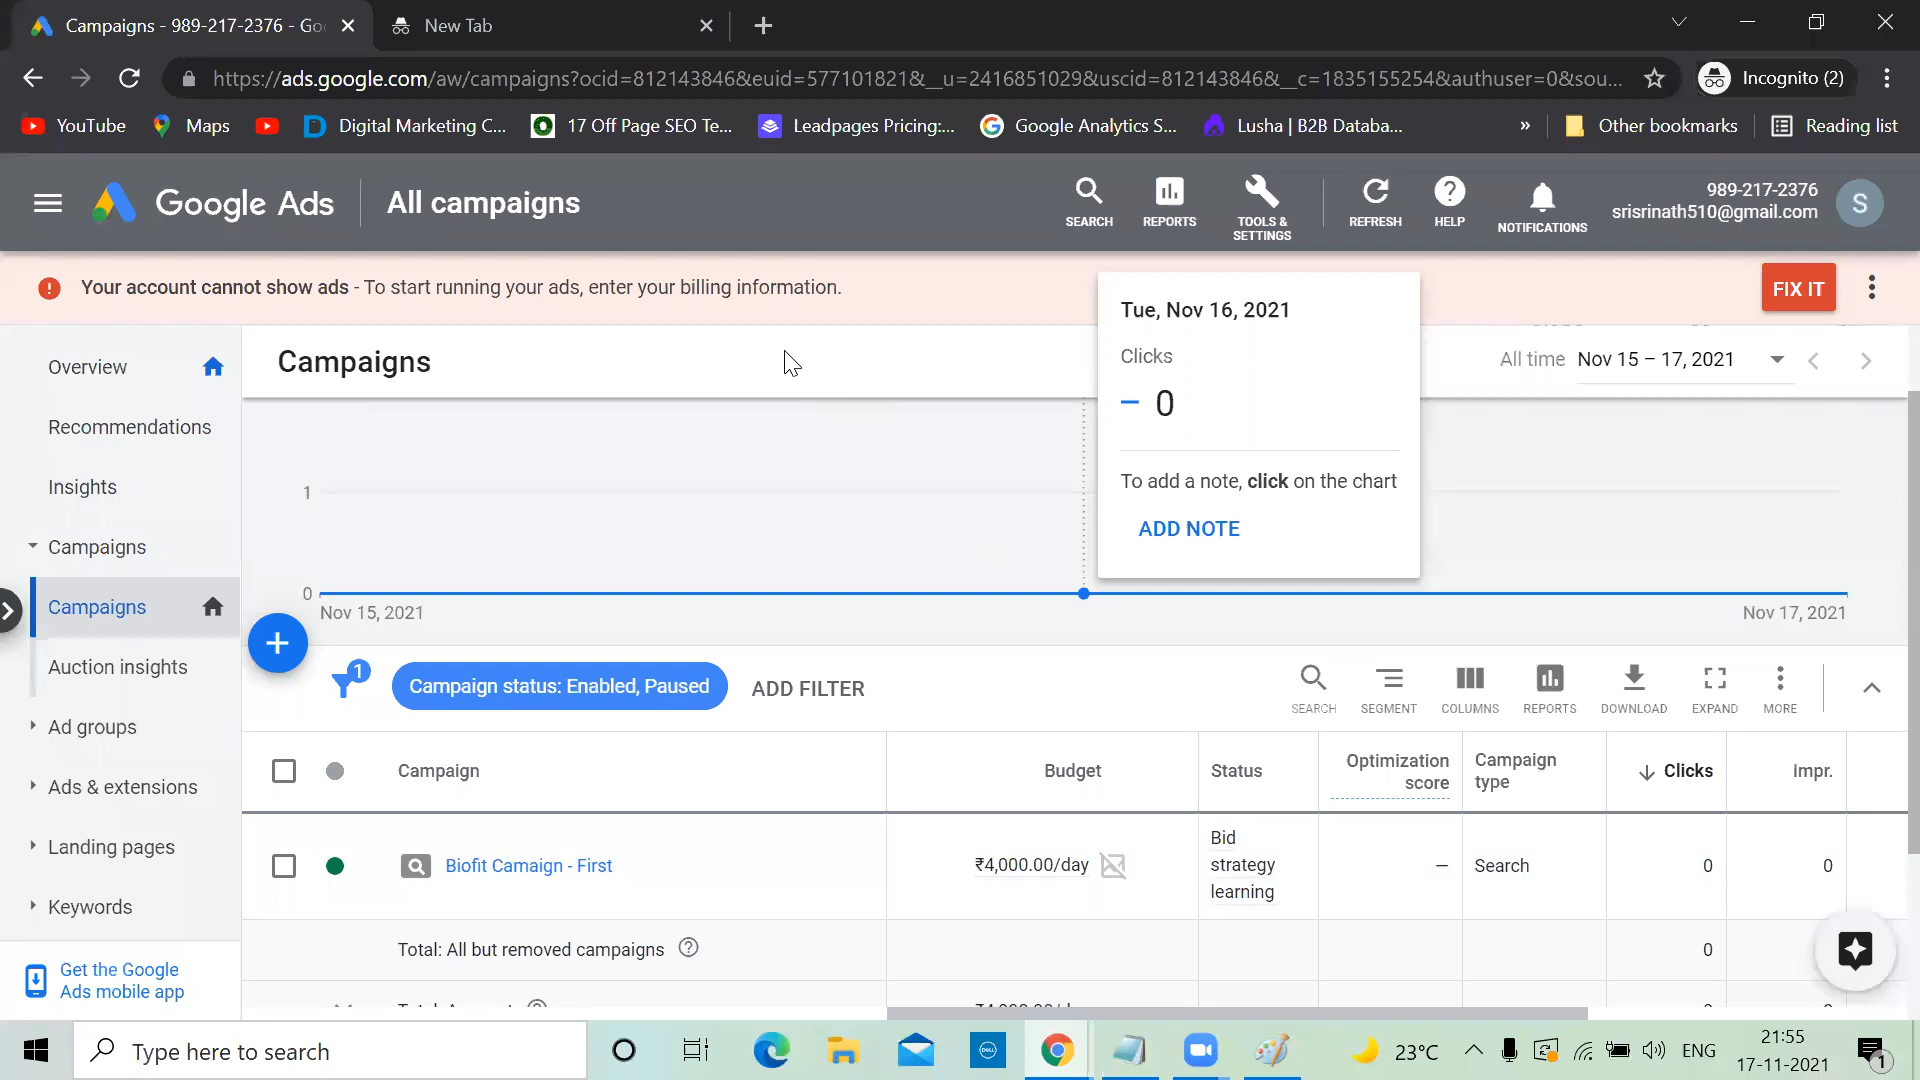 Campaigns - 989-217-2376 - Go
New Tab
https://ads.google.com/aw/campaigns?ocid=812143846&euid=577101821&__u=2416851029&uscid=812143846&__c=1835155254&authuser=0&sou...
Incognito (2)
YouTube
Maps
Digital Marketing C...
17 Off Page SEO Te...
Leadpages Pricing:...
Google Analytics S...
Lusha | B2B Databa...
»
Other bookmarks
Reading list
Google Ads
All campaigns
SEARCH
REPORTS
TOOLS & SETTINGS
REFRESH
HELP
NOTIFICATIONS
989-217-2376
srisrinath510@gmail.com
S
Your account cannot show ads - To start running your ads, enter your billing information.
FIX IT
Overview
Recommendations
Insights
Campaigns
Campaigns
Auction insights
Ad groups
Ads & extensions
Landing pages
Keywords
Get the Google
Ads mobile app
Campaigns
All time Nov 15 – 17, 2021
Tue, Nov 16, 2021
Clicks
0
To add a note, click on the chart
ADD NOTE
1
0
Nov 15, 2021
Nov 17, 2021
1
Campaign status: Enabled, Paused
ADD FILTER
SEARCH
SEGMENT
COLUMNS
REPORTS
DOWNLOAD
EXPAND
MORE
Campaign
Budget
Status
Optimization score
Campaign type
Clicks
Impr.
Biofit Camaign - First
₹4,000.00/day
Bid strategy learning
—
Search
0
0
Total: All but removed campaigns
0
Type here to search
DELL
23°C
ENG
21:55
17-11-2021
1